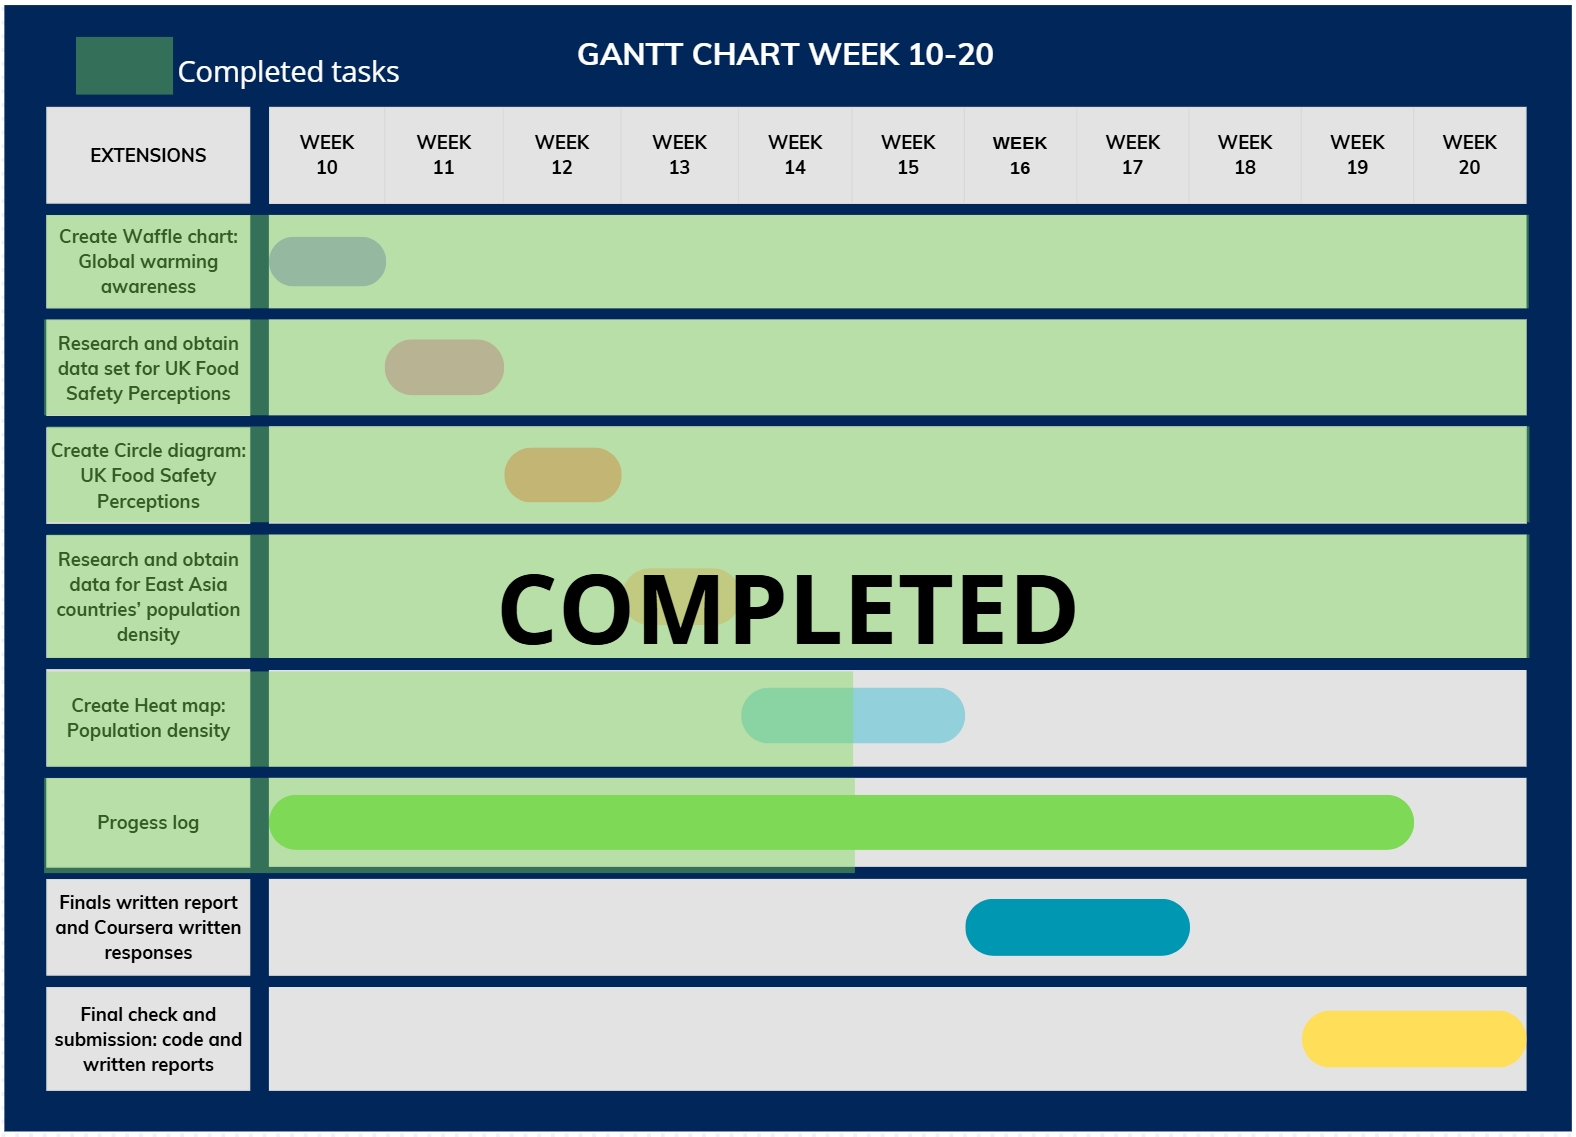 GANTT CHART WEEK 10-20
Completed tasks
EXTENSIONS
WEEK
10
WEEK
11
WEEK
12
WEEK
13
WEEK
14
WEEK
15
WEEK
16
WEEK
17
WEEK
18
WEEK
19
WEEK
20
Create Waffle chart:
Global warming
awareness
Research and obtain
data set for UK Food
Safety Perceptions
Create Circle diagram:
UK Food Safety
Perceptions
Research and obtain
data for East Asia
countries' population
density
COMPLETED
Create Heat map:
Population density
Progess log
Finals written report
and Coursera written
responses
Final check and
submission: code and
written reports